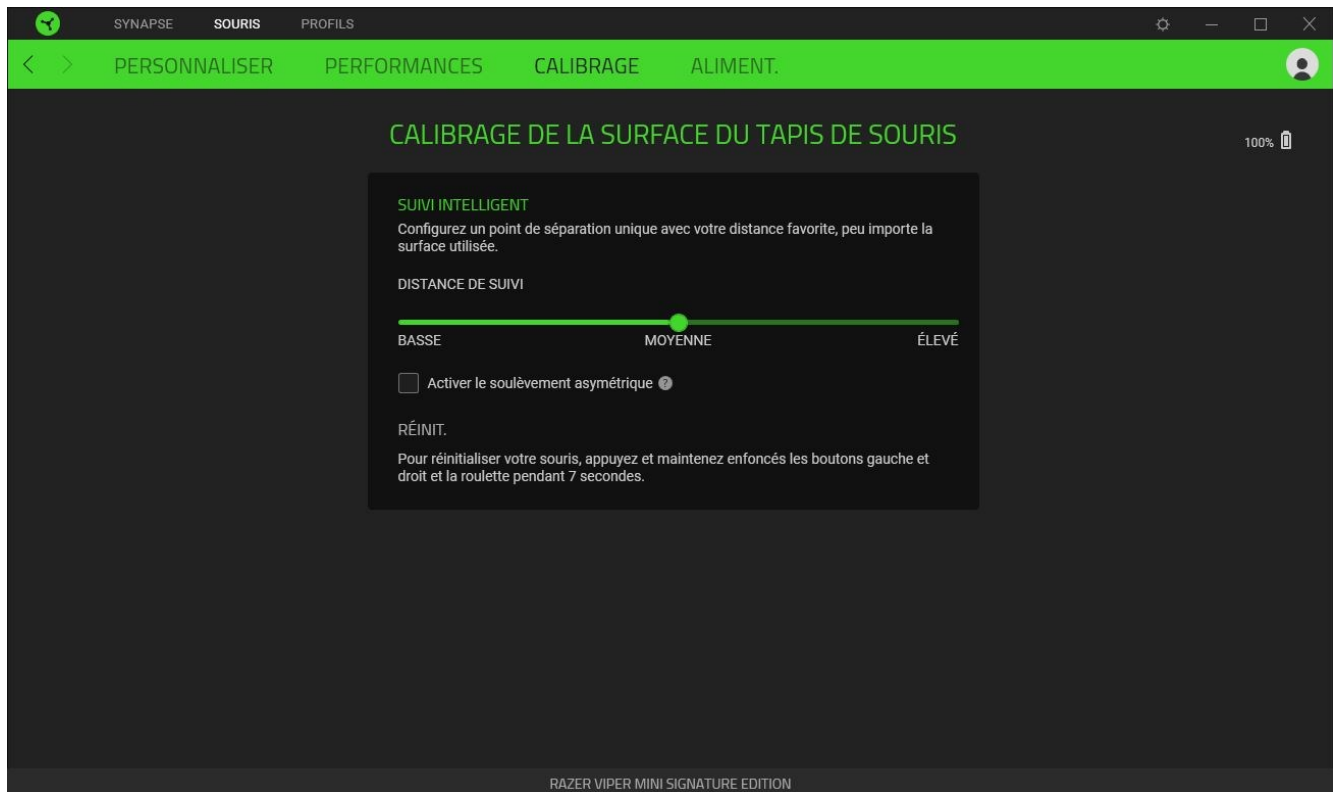 SYNAPSE SOURIS PROFILS
PERSONNALISER PERFORMANCES CALIBRAGE ALIMENT.
CALIBRAGE DE LA SURFACE DU TAPIS DE SOURIS
100%
SUIVI INTELLIGENT
Configurez un point de séparation unique avec votre distance favorite, peu importe la
surface utilisée.
DISTANCE DE SUIVI
BASSE MOYENNE ÉLEVÉ
Activer le soulèvement asymétrique ?
RÉINIT.
Pour réinitialiser votre souris, appuyez et maintenez enfoncés les boutons gauche et
droit et la roulette pendant 7 secondes.
RAZER VIPER MINI SIGNATURE EDITION